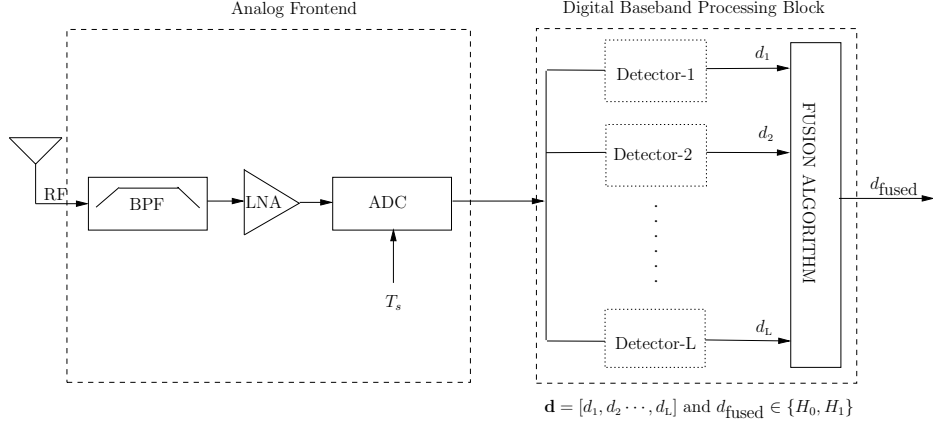 Analog Frontend
Digital Baseband Processing Block
RF
BPF
LNA
ADC
T_s
Detector-1
Detector-2
Detector-L
d_1
d_2
d_L
FUSION ALGORITHM
d_fused
𝐝 = [d_1, d_2 ⋯, d_L] and d_fused ∈ {H_0, H_1}